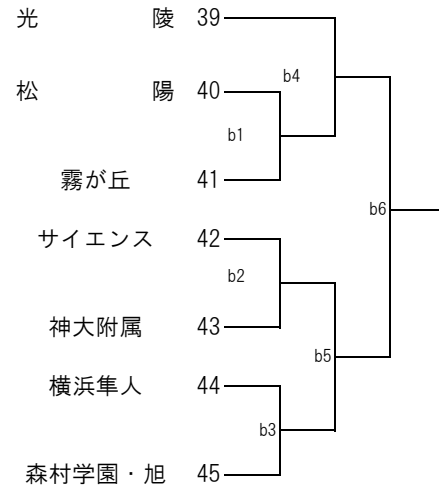 光陵 39
b4
松陽 40
b1
霧が丘 41
b6
サイエンス 42
b2
神大附属 43
b5
横浜隼人 44
b3
森村学園・旭 45